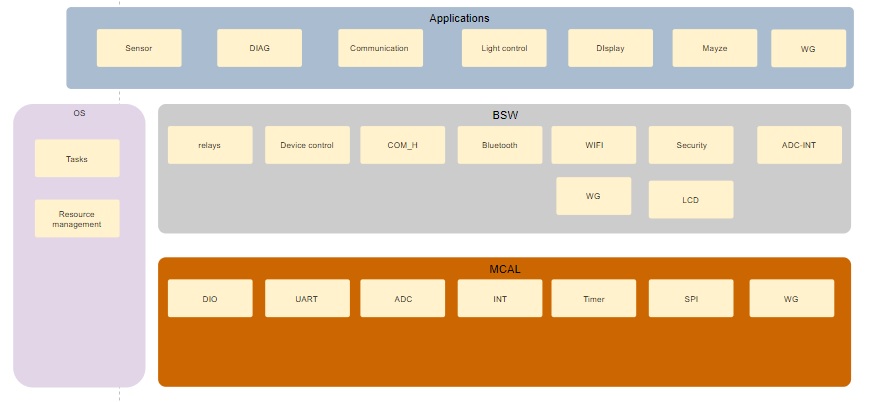 Applications
Sensor
DIAG
Communication
Light control
DIsplay
Mayze
WG
OS
Tasks
Resource
management
BSW
relays
Device control
COM_H
Bluetooth
WIFI
Security
ADC-INT
WG
LCD
MCAL
DIO
UART
ADC
INT
Timer
SPI
WG